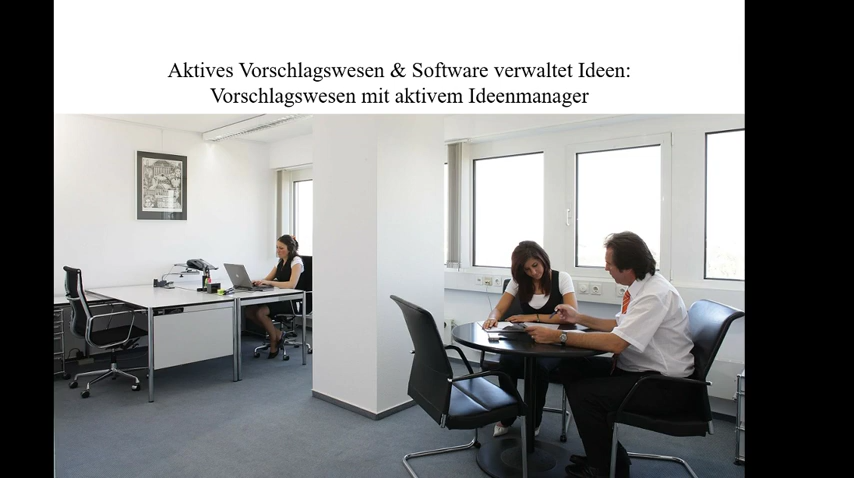 Aktives Vorschlagswesen & Software verwaltet Ideen:
Vorschlagswesen mit aktivem Ideenmanager